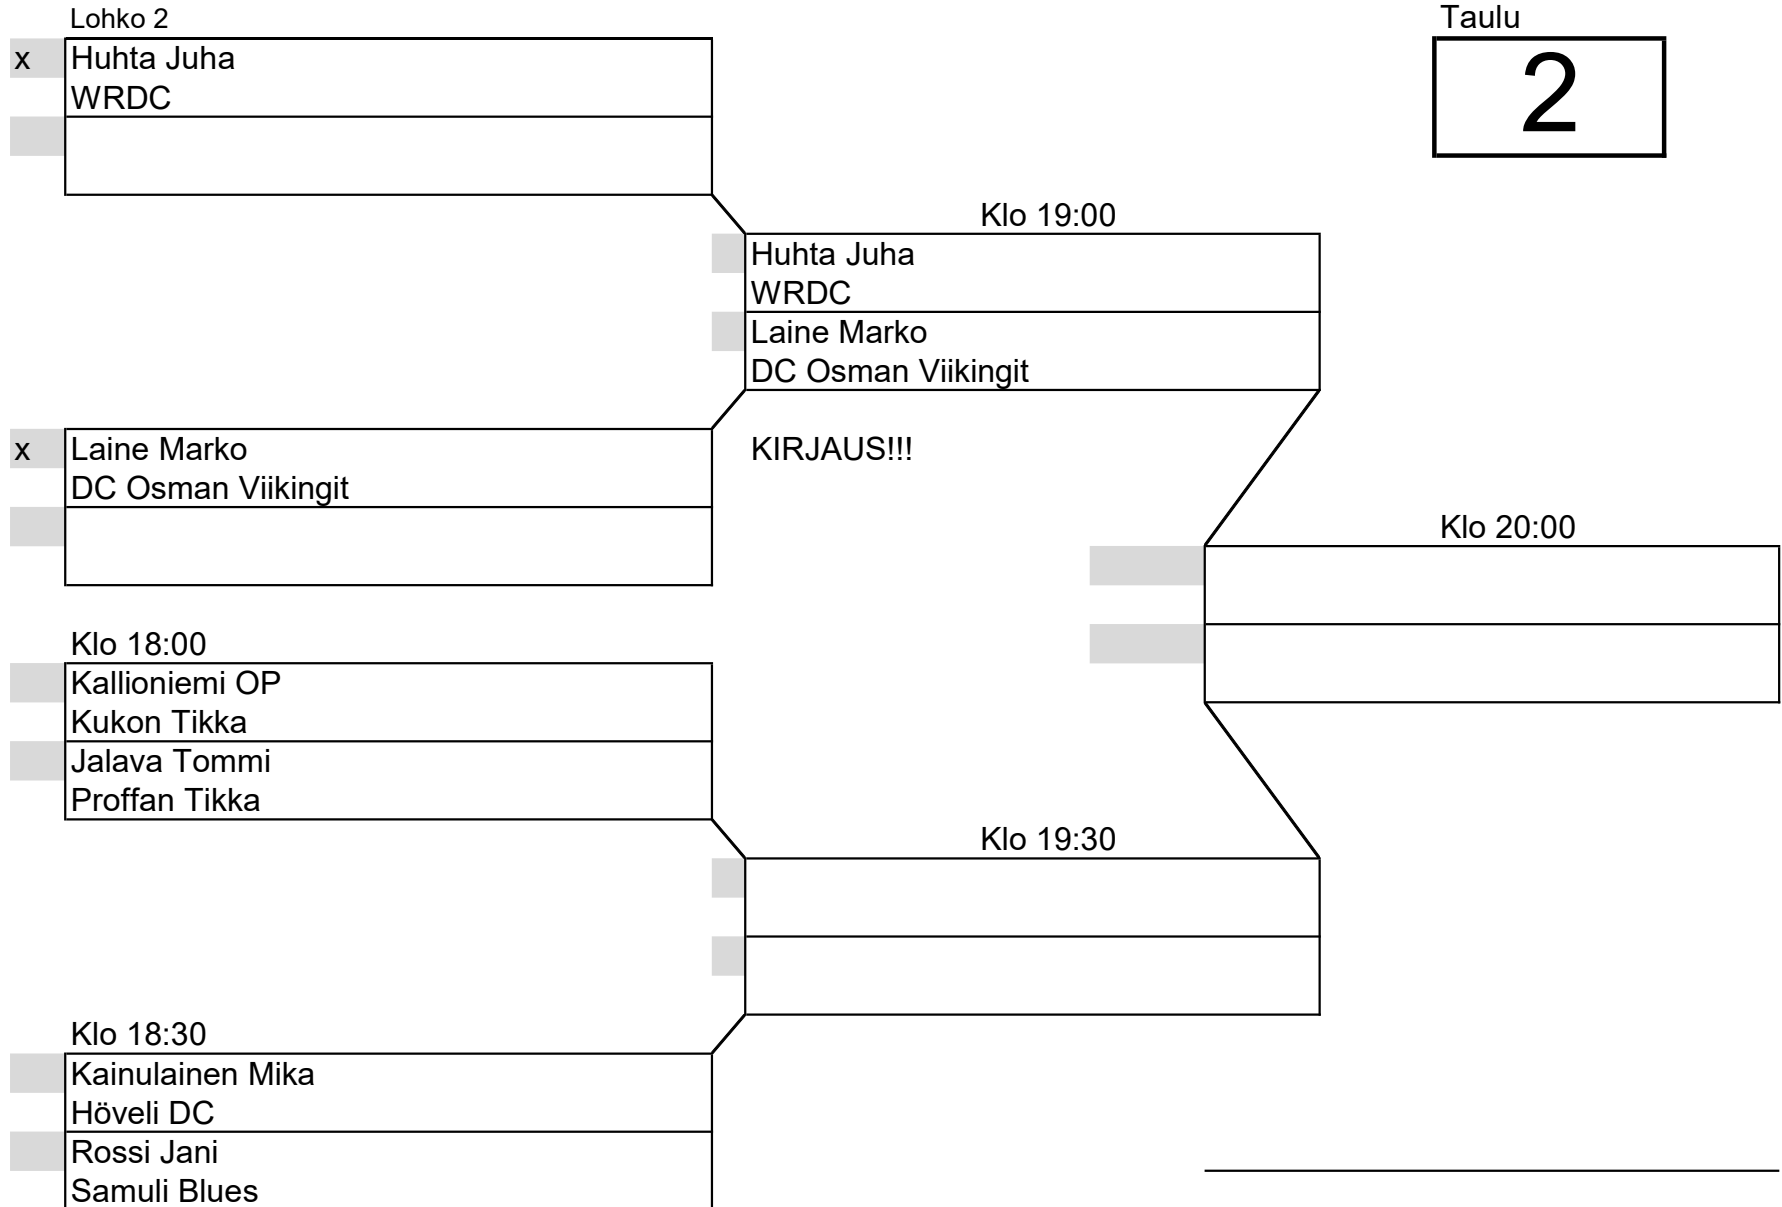 Lohko 2
Taulu
x Huhta Juha
WRDC
2
Klo 19:00
Huhta Juha
WRDC
Laine Marko
DC Osman Viikingit
x Laine Marko
KIRJAUS!!!
DC Osman Viikingit
Klo 20:00
Klo 18:00
Kallioniemi OP
Kukon Tikka
Jalava Tommi
Proffan Tikka
Klo 19:30
Klo 18:30
Kainulainen Mika
Höveli DC
Rossi Jani
Samuli Blues